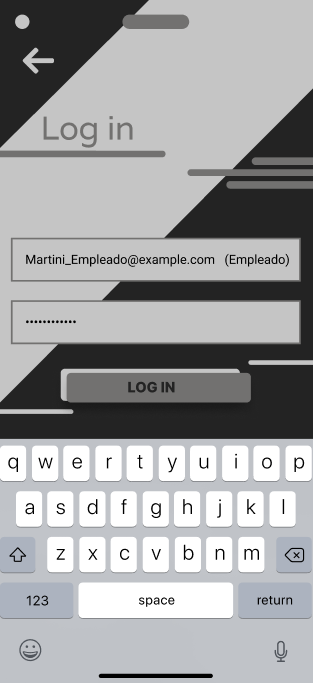 Log in
Martini_Empleado@example.com (Empleado)
••••••••••••
LOG IN
q w e r t y u i o p
a s d f g h j k l
z x c v b n m
123 space return